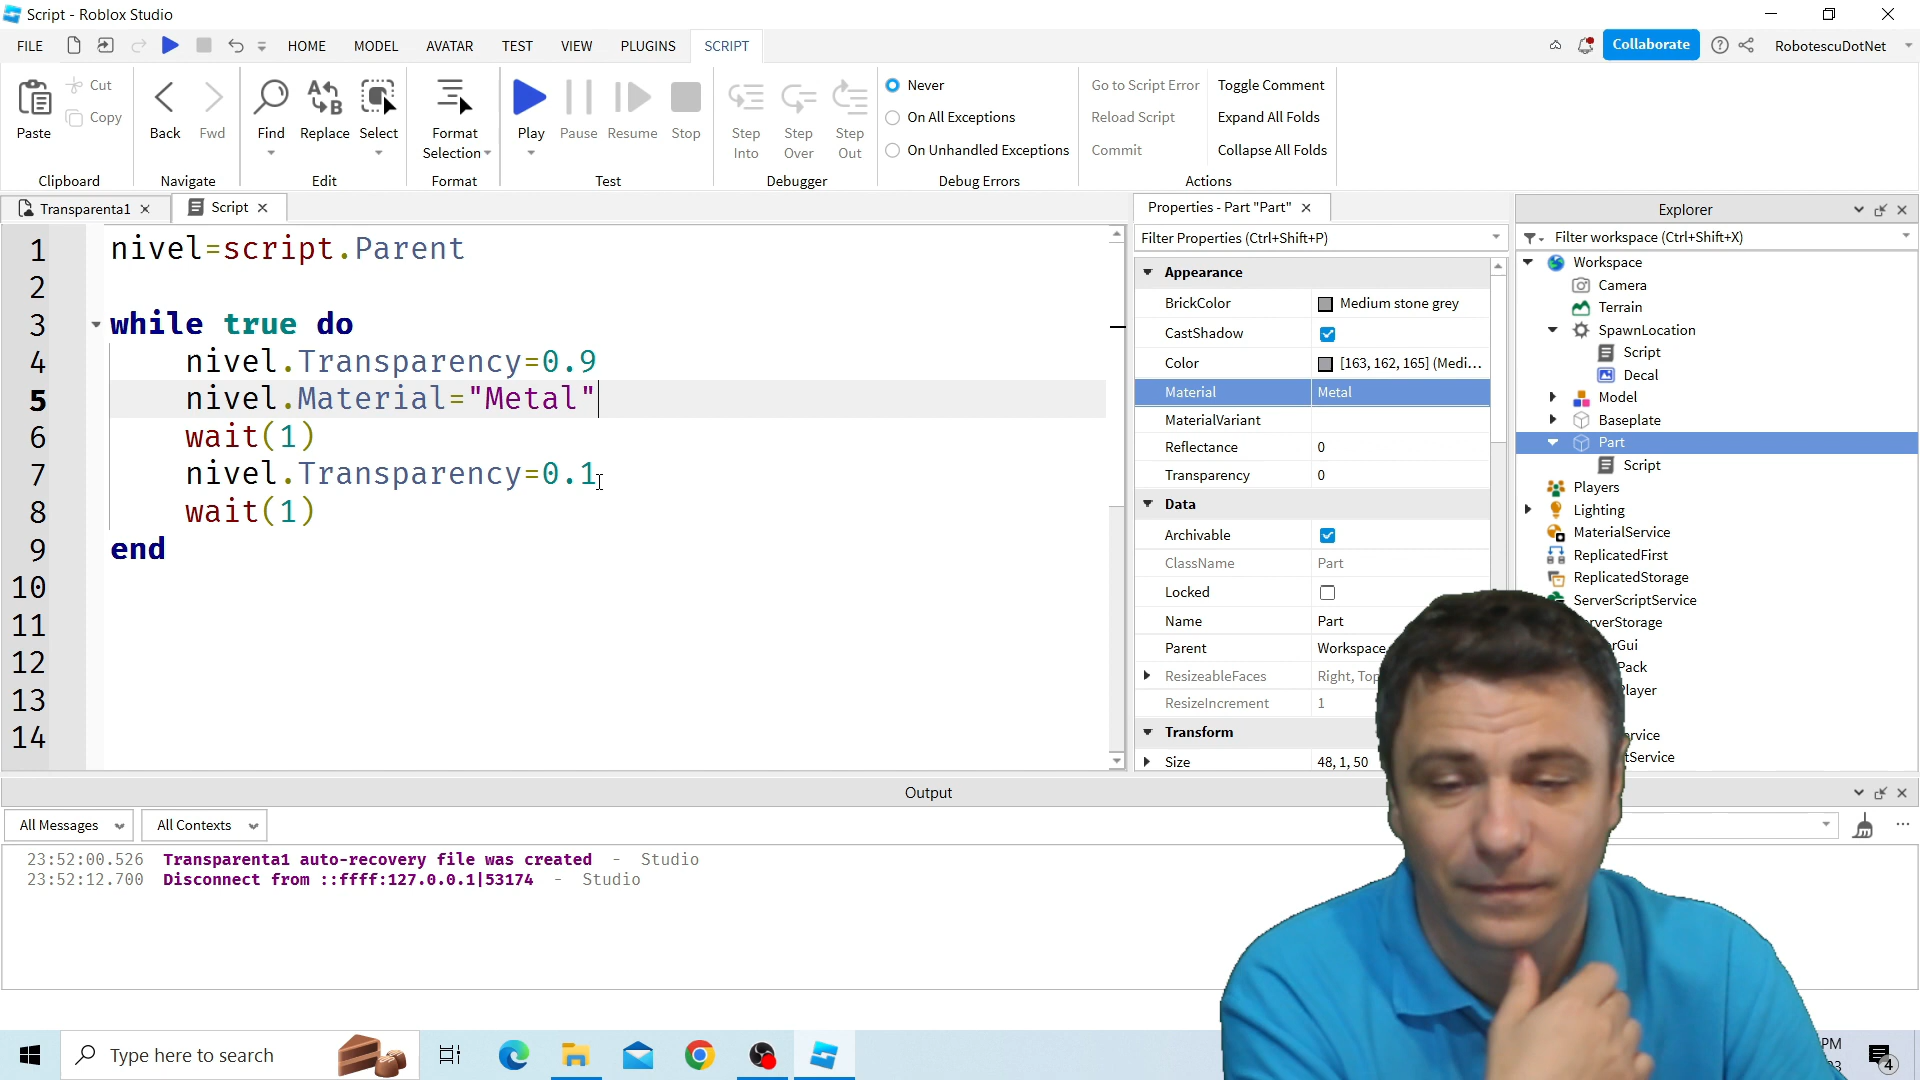 Script - Roblox Studio
FILE HOME MODEL AVATAR TEST VIEW PLUGINS SCRIPT Collaborate RobotescuDotNet
Paste Cut Copy Clipboard
Back Fwd Navigate
Find Replace Select Edit
Format Selection Format
Play Pause Resume Stop Test
Step Into Step Over Step Out Debugger
Never
On All Exceptions
On Unhandled Exceptions
Debug Errors
Go to Script Error Toggle Comment
Reload Script Expand All Folds
Commit Collapse All Folds
Actions
Transparenta1 Script
1 nivel=script.Parent
2
3 while true do
4 nivel.Transparency=0.9
5 nivel.Material="Metal"
6 wait(1)
7 nivel.Transparency=0.1
8 wait(1)
9 end
10
11
12
13
14
Properties - Part "Part"
Filter Properties (Ctrl+Shift+P)
Appearance
BrickColor Medium stone grey
CastShadow
Color [163, 162, 165] (Medi...
Material Metal
MaterialVariant
Reflectance 0
Transparency 0
Data
Archivable
ClassName Part
Locked
Name Part
Parent Workspace
ResizeableFaces Right, Top
ResizeIncrement 1
Transform
Size 48, 1, 50
Explorer
Filter workspace (Ctrl+Shift+X)
Workspace
Camera
Terrain
SpawnLocation
Script
Decal
Model
Baseplate
Part
Script
Players
Lighting
MaterialService
ReplicatedFirst
ReplicatedStorage
ServerScriptService
erverStorage
rGui
Pack
Player
rvice
tService
Output
All Messages All Contexts
23:52:00.526 Transparenta1 auto-recovery file was created - Studio
23:52:12.700 Disconnect from ::ffff:127.0.0.1|53174 - Studio
Type here to search
PM
4